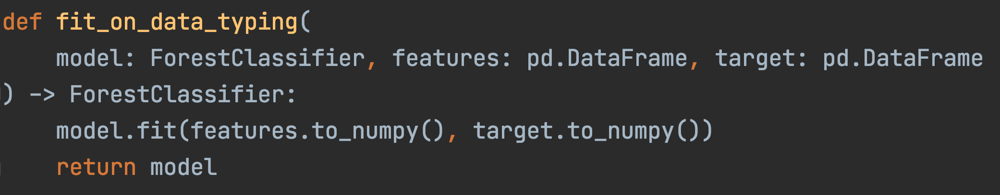 def fit_on_data_typing(
    model: ForestClassifier, features: pd.DataFrame, target: pd.DataFrame
) -> ForestClassifier:
    model.fit(features.to_numpy(), target.to_numpy())
    return model